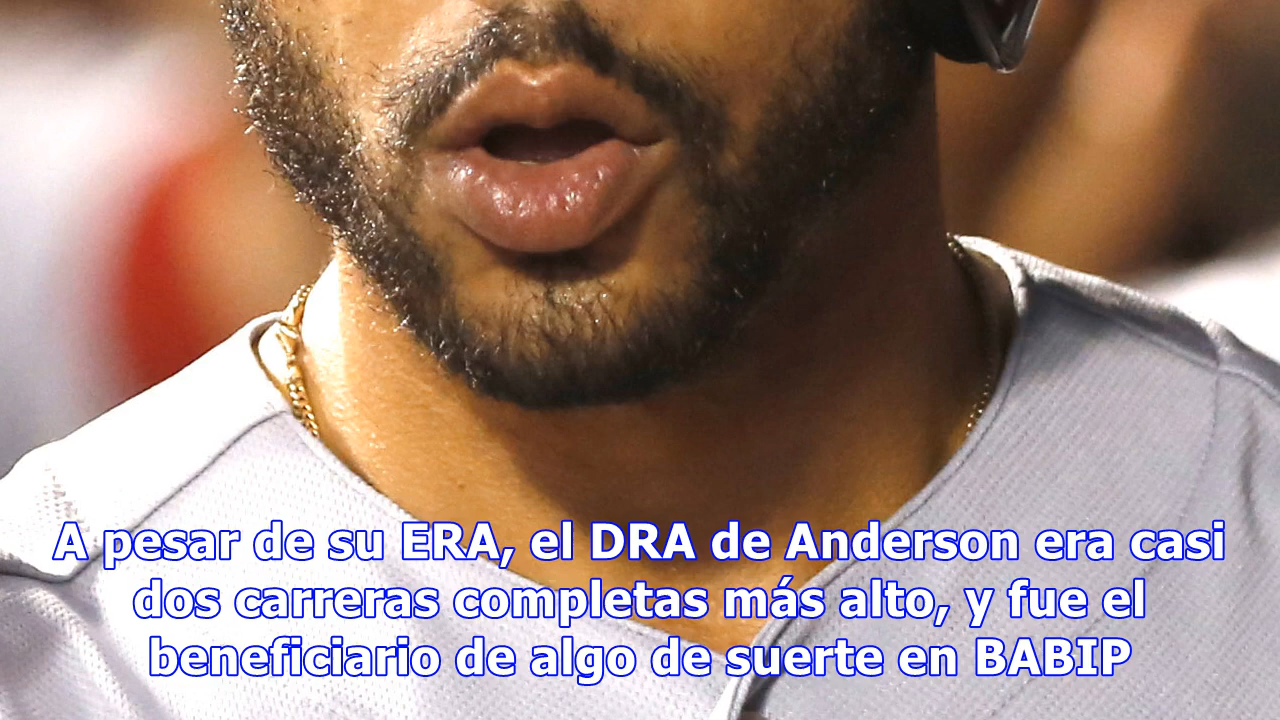 A pesar de su ERA, el DRA de Anderson era casi
dos carreras completas más alto, y fue el
beneficiario de algo de suerte en BABIP